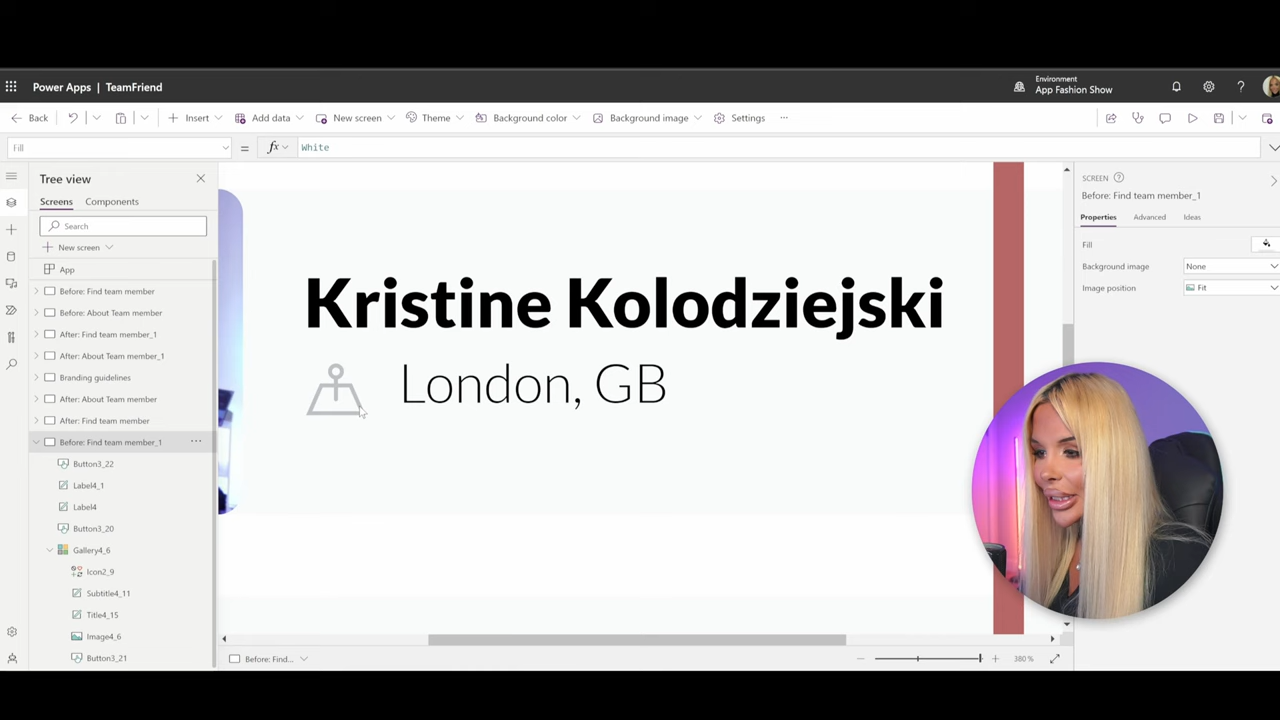 Power Apps | TeamFriend
Environment
App Fashion Show
Back
Insert
Add data
New screen
Theme
Background color
Background image
Settings
Fill
=
fx
White
Tree view
Screens
Components
Search
New screen
App
Before: Find team member
Before: About Team member
After: Find team member_1
After: About Team member_1
Branding guidelines
After: About Team member
After: Find team member
Before: Find team member_1
Button3_22
Label4_1
Label4
Button3_20
Gallery4_6
Icon2_9
Subtitle4_11
Title4_15
Image4_6
Button3_21
Kristine Kolodziejski
London, GB
Before: Find...
380 %
SCREEN
Before: Find team member_1
Properties
Advanced
Ideas
Fill
Background image
None
Image position
Fit